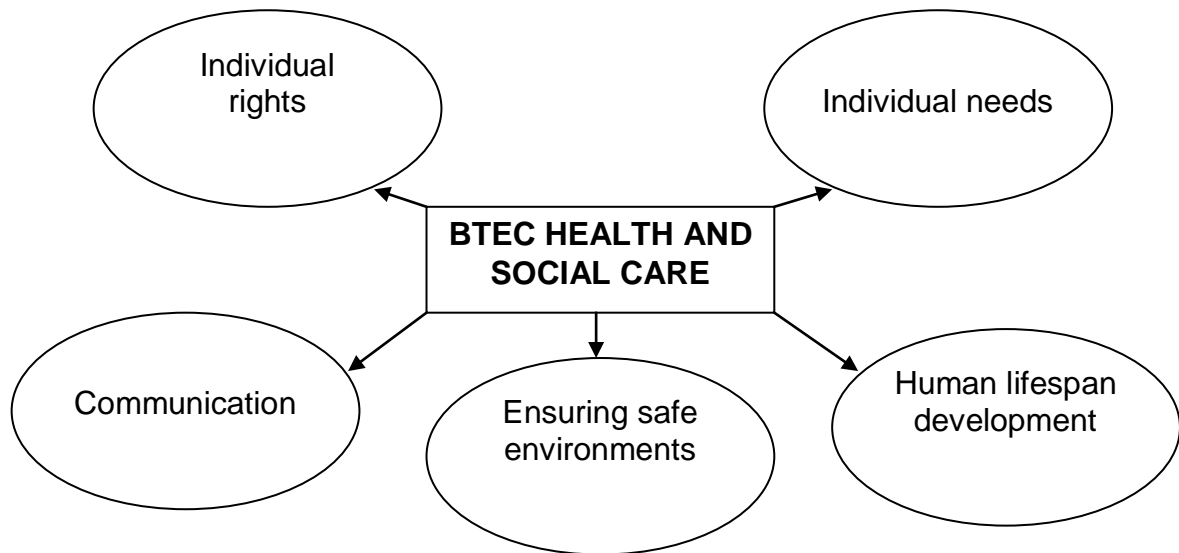 Individual
rights
Individual needs
BTEC HEALTH AND
SOCIAL CARE
Communication
Ensuring safe
environments
Human lifespan
development